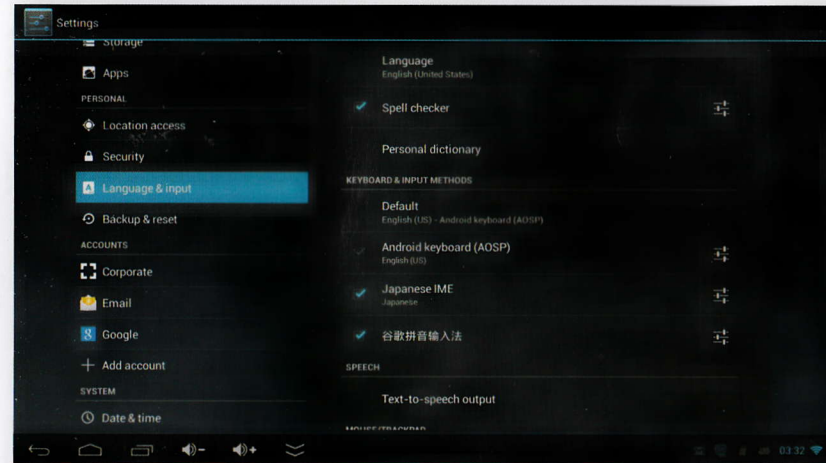 Settings
Storage
Apps
PERSONAL
Location access
Security
Language & input
Backup & reset
ACCOUNTS
Corporate
Email
Google
Add account
SYSTEM
Date & time
Language
English (United States)
Spell checker
Personal dictionary
KEYBOARD & INPUT METHODS
Default
English (US) - Android keyboard (AOSP)
Android keyboard (AOSP)
English (US)
Japanese IME
Japanese
谷歌拼音输入法
SPEECH
Text-to-speech output
MOUSE/TRACKPAD
03:32